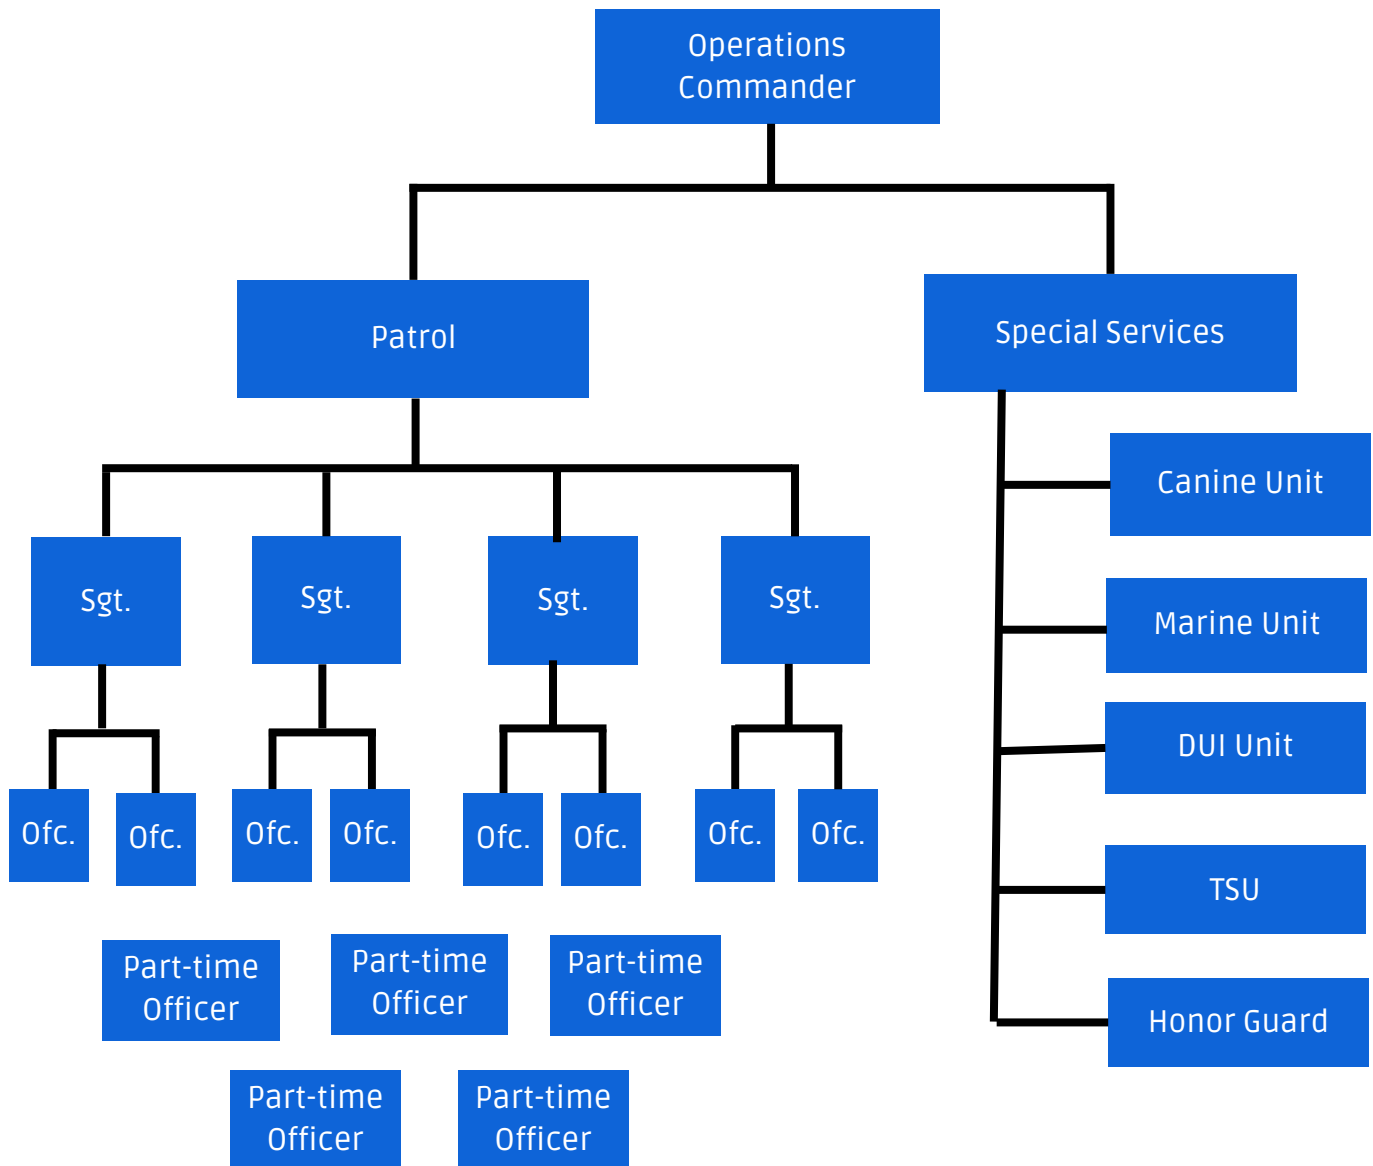 Operations
Commander
Patrol
Special Services
Canine Unit
Marine Unit
DUI Unit
TSU
Honor Guard
Sgt.
Sgt.
Sgt.
Sgt.
Ofc.
Ofc.
Ofc.
Ofc.
Ofc.
Ofc.
Ofc.
Ofc.
Part-time
Officer
Part-time
Officer
Part-time
Officer
Part-time
Officer
Part-time
Officer